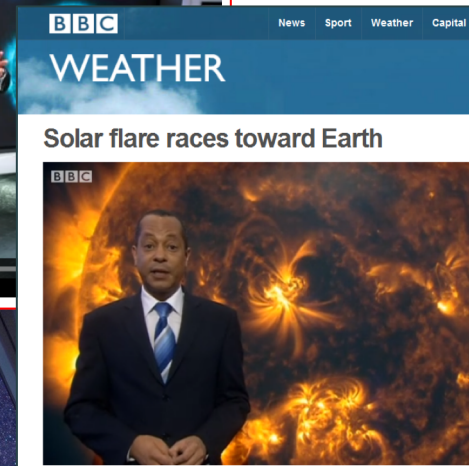 BBC
News Sport Weather Capital
WEATHER
Solar flare races toward Earth
BBC